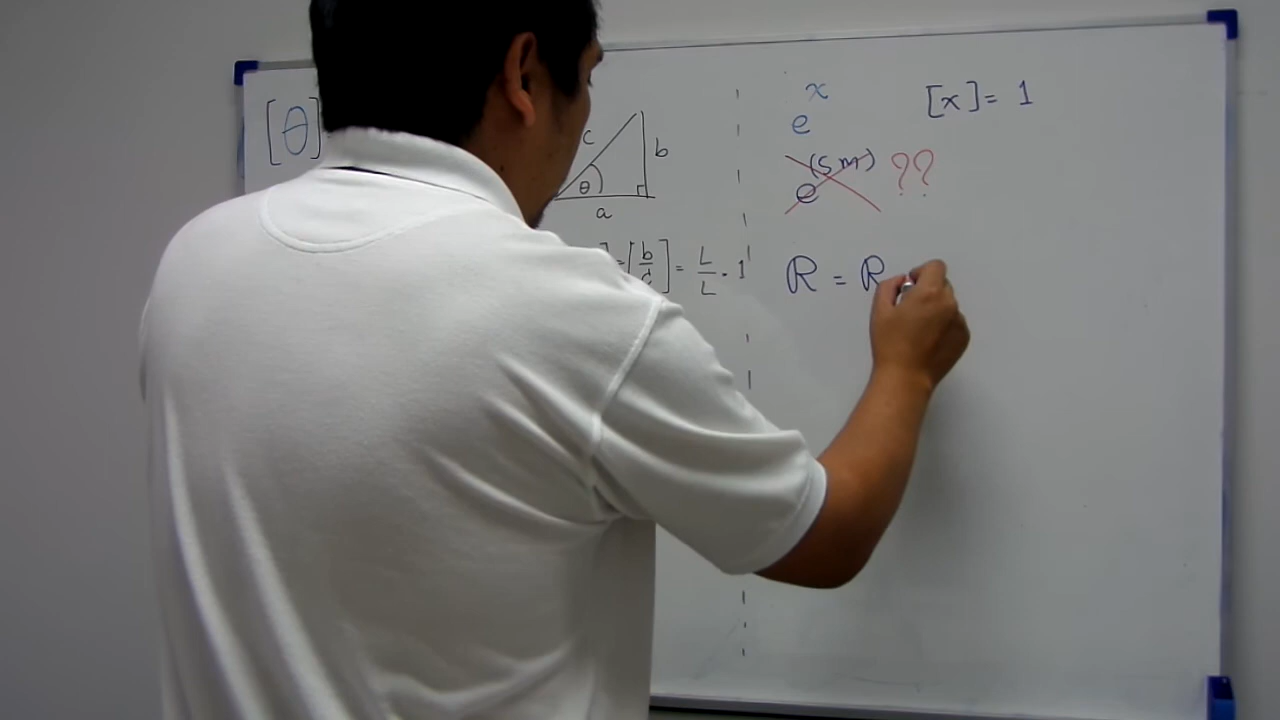 [θ]
c
b
θ
a
] = [b/c] = L/L · 1
e^x
[x] = 1
e^(5m) ??
R = R